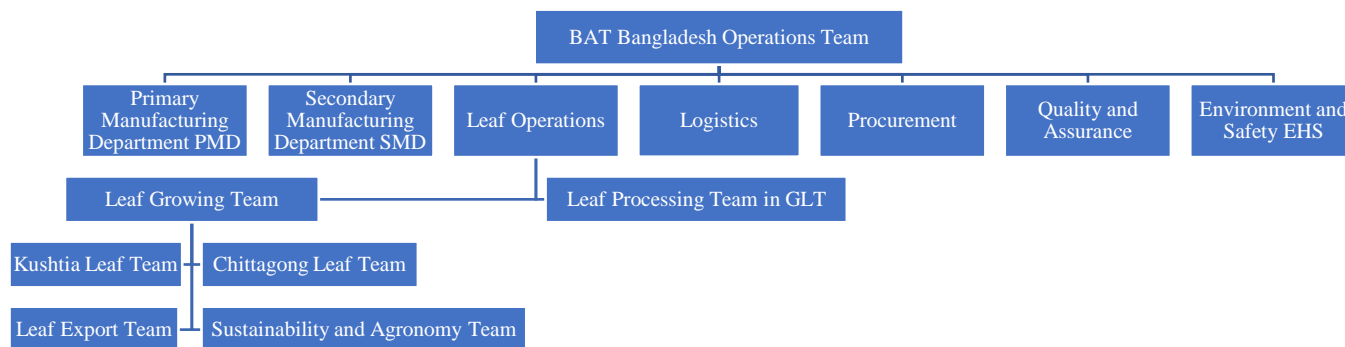 BAT Bangladesh Operations Team
Primary
Manufacturing
Department PMD
Secondary
Manufacturing
Department SMD
Leaf Operations
Logistics
Procurement
Quality and
Assurance
Environment and
Safety EHS
Leaf Growing Team
Leaf Processing Team in GLT
Kushtia Leaf Team
Chittagong Leaf Team
Leaf Export Team
Sustainability and Agronomy Team